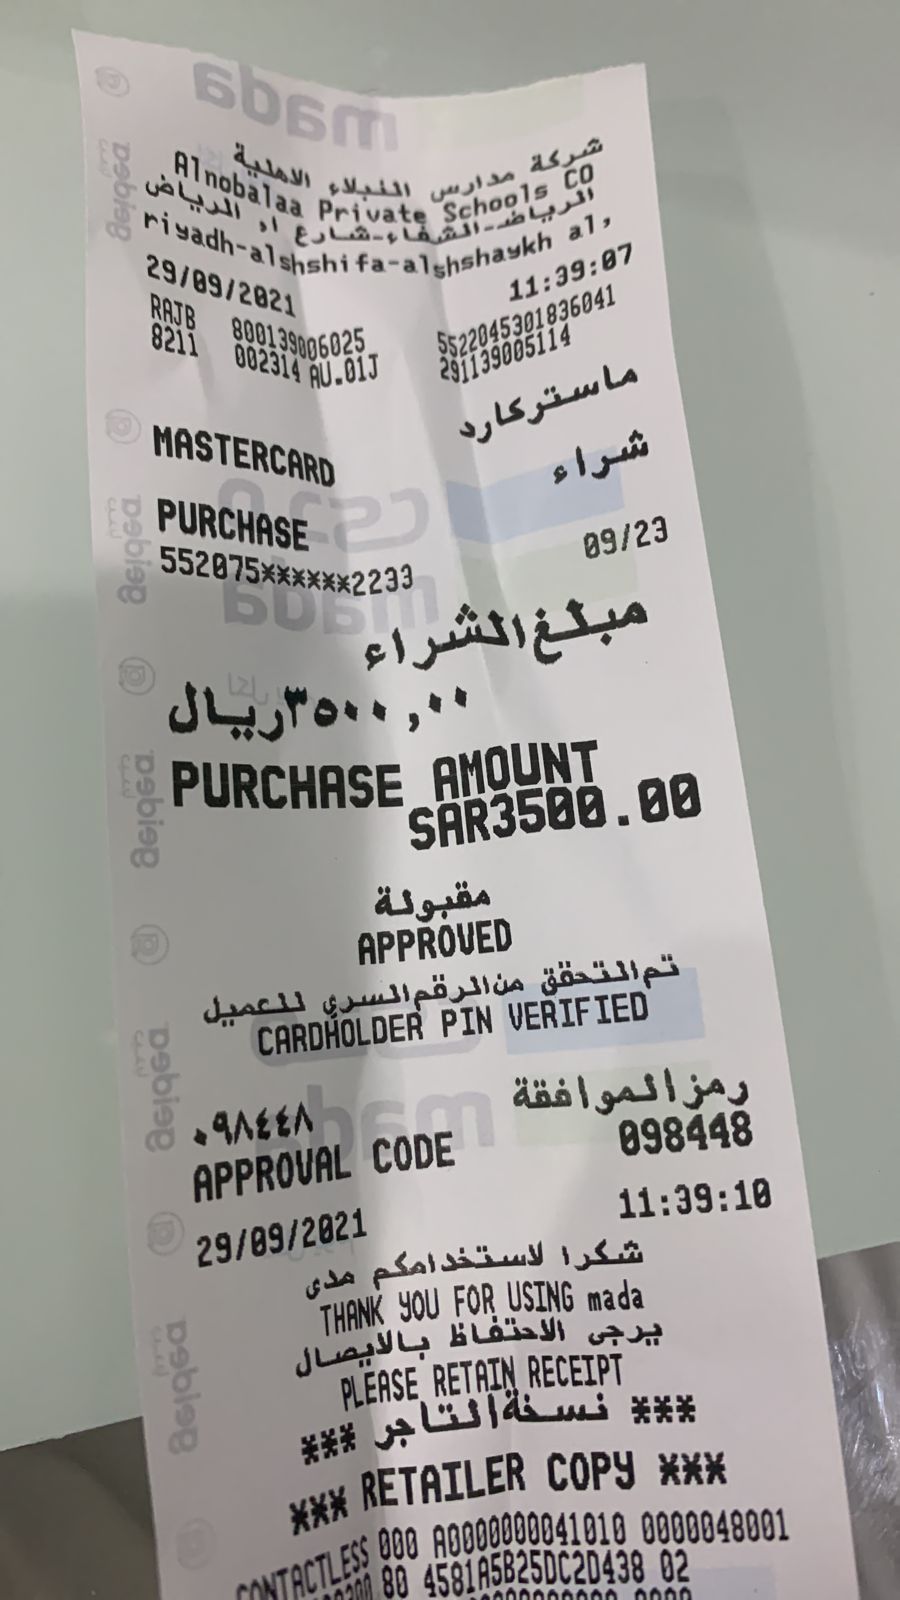 شركة مدارس النبلاء الاهلية
Alnobalaa Private Schools CO
الرياض-الشفاء-شارع ا، الرياض
riyadh-alshshifa-alshshaykh al,
29/09/2021 11:39:07
RAJB 800139006025 5522045301836041
8211 002314 AU.01J 291139005114
ماستركارد
MASTERCARD
شراء
PURCHASE
552075******2233 09/23
مبلغ الشراء
٣٥٠٠,٠٠ريال
PURCHASE AMOUNT
SAR3500.00
مقبولة
APPROVED
تم التحقق من الرقم السري للعميل
CARDHOLDER PIN VERIFIED
رمز الموافقة
٠٩٨٤٤٨
APPROVAL CODE 098448
29/09/2021 11:39:10
شكرا لاستخدامكم مدى
THANK YOU FOR USING mada
يرجى الاحتفاظ بالايصال
PLEASE RETAIN RECEIPT
*** نسخة التاجر ***
*** RETAILER COPY ***
CONTACTLESS 000 A0000000041010 0000048001
80 4581A5B25DC2D438 02